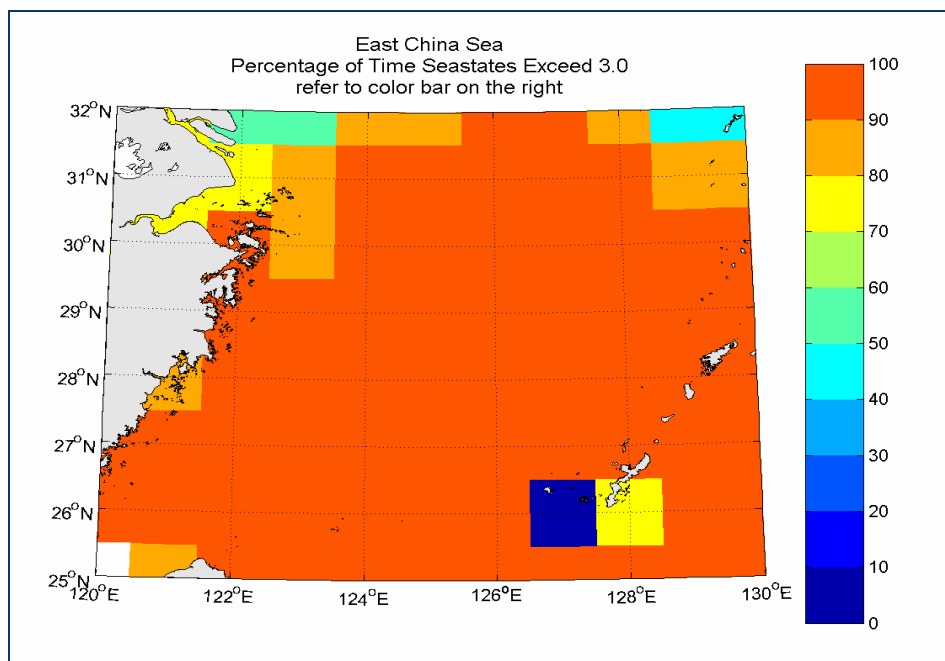 East China Sea
Percentage of Time Seastates Exceed 3.0
refer to color bar on the right
32°N
31°N
30°N
29°N
28°N
27°N
26°N
25°N
120°E
122°E
124°E
126°E
128°E
130°E
100
90
80
70
60
50
40
30
20
10
0